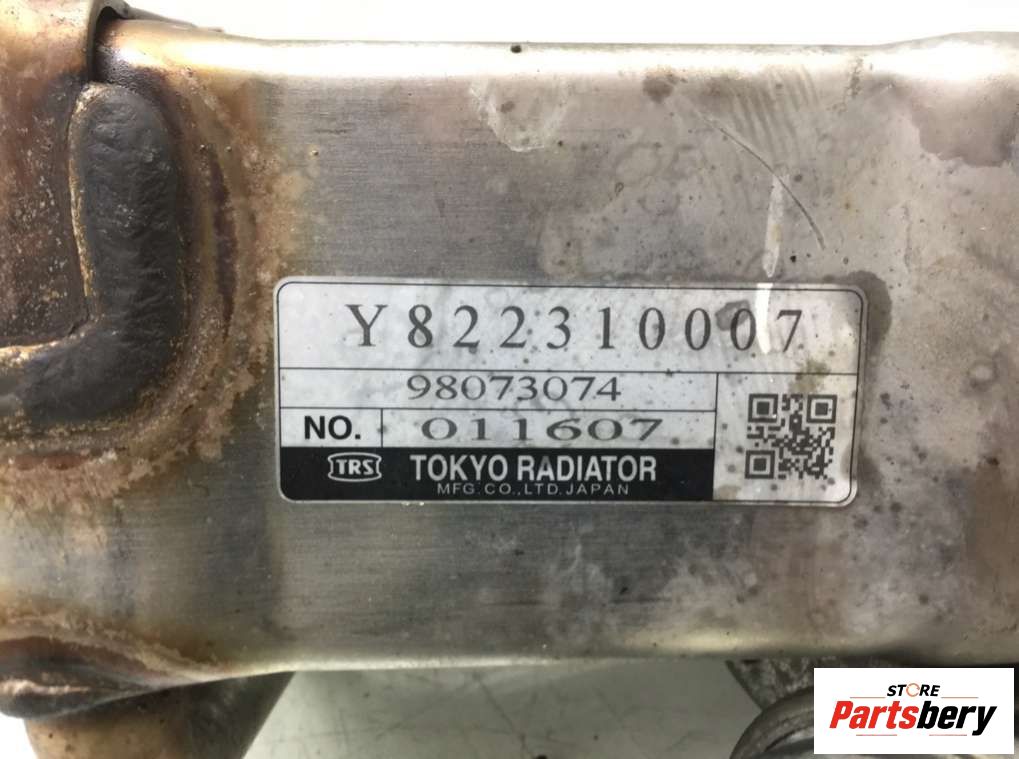 Y822310007
98073074
NO. 011607
TRS TOKYO RADIATOR
MFG. CO., LTD. JAPAN
STORE
Partsbery